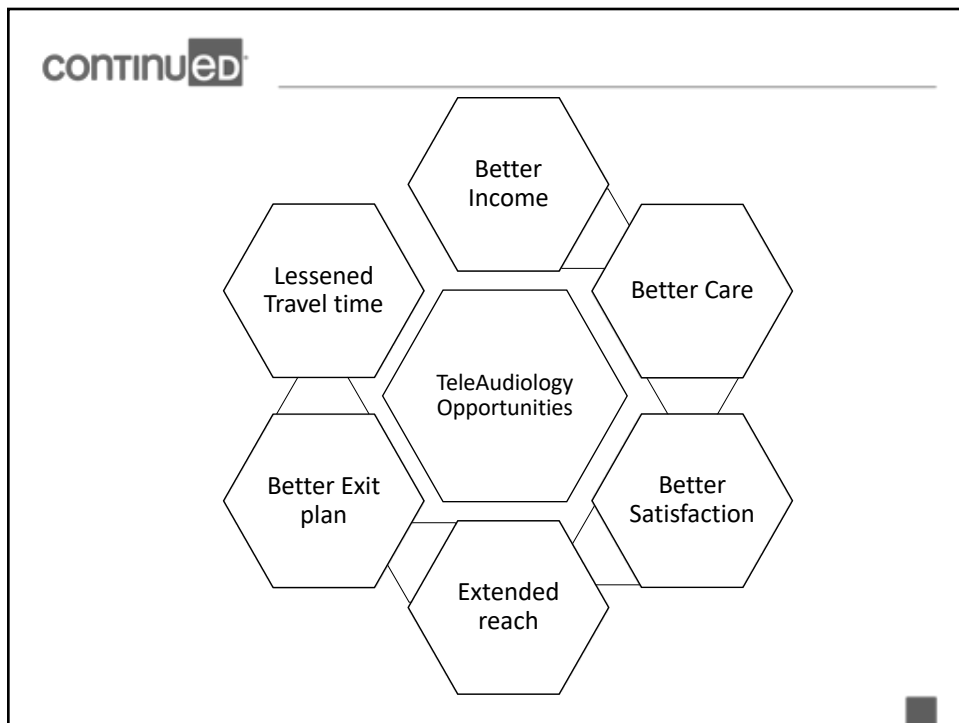 continued
Better
Income
Better Care
Better
Satisfaction
Extended
reach
Better Exit
plan
Lessened
Travel time
TeleAudiology
Opportunities